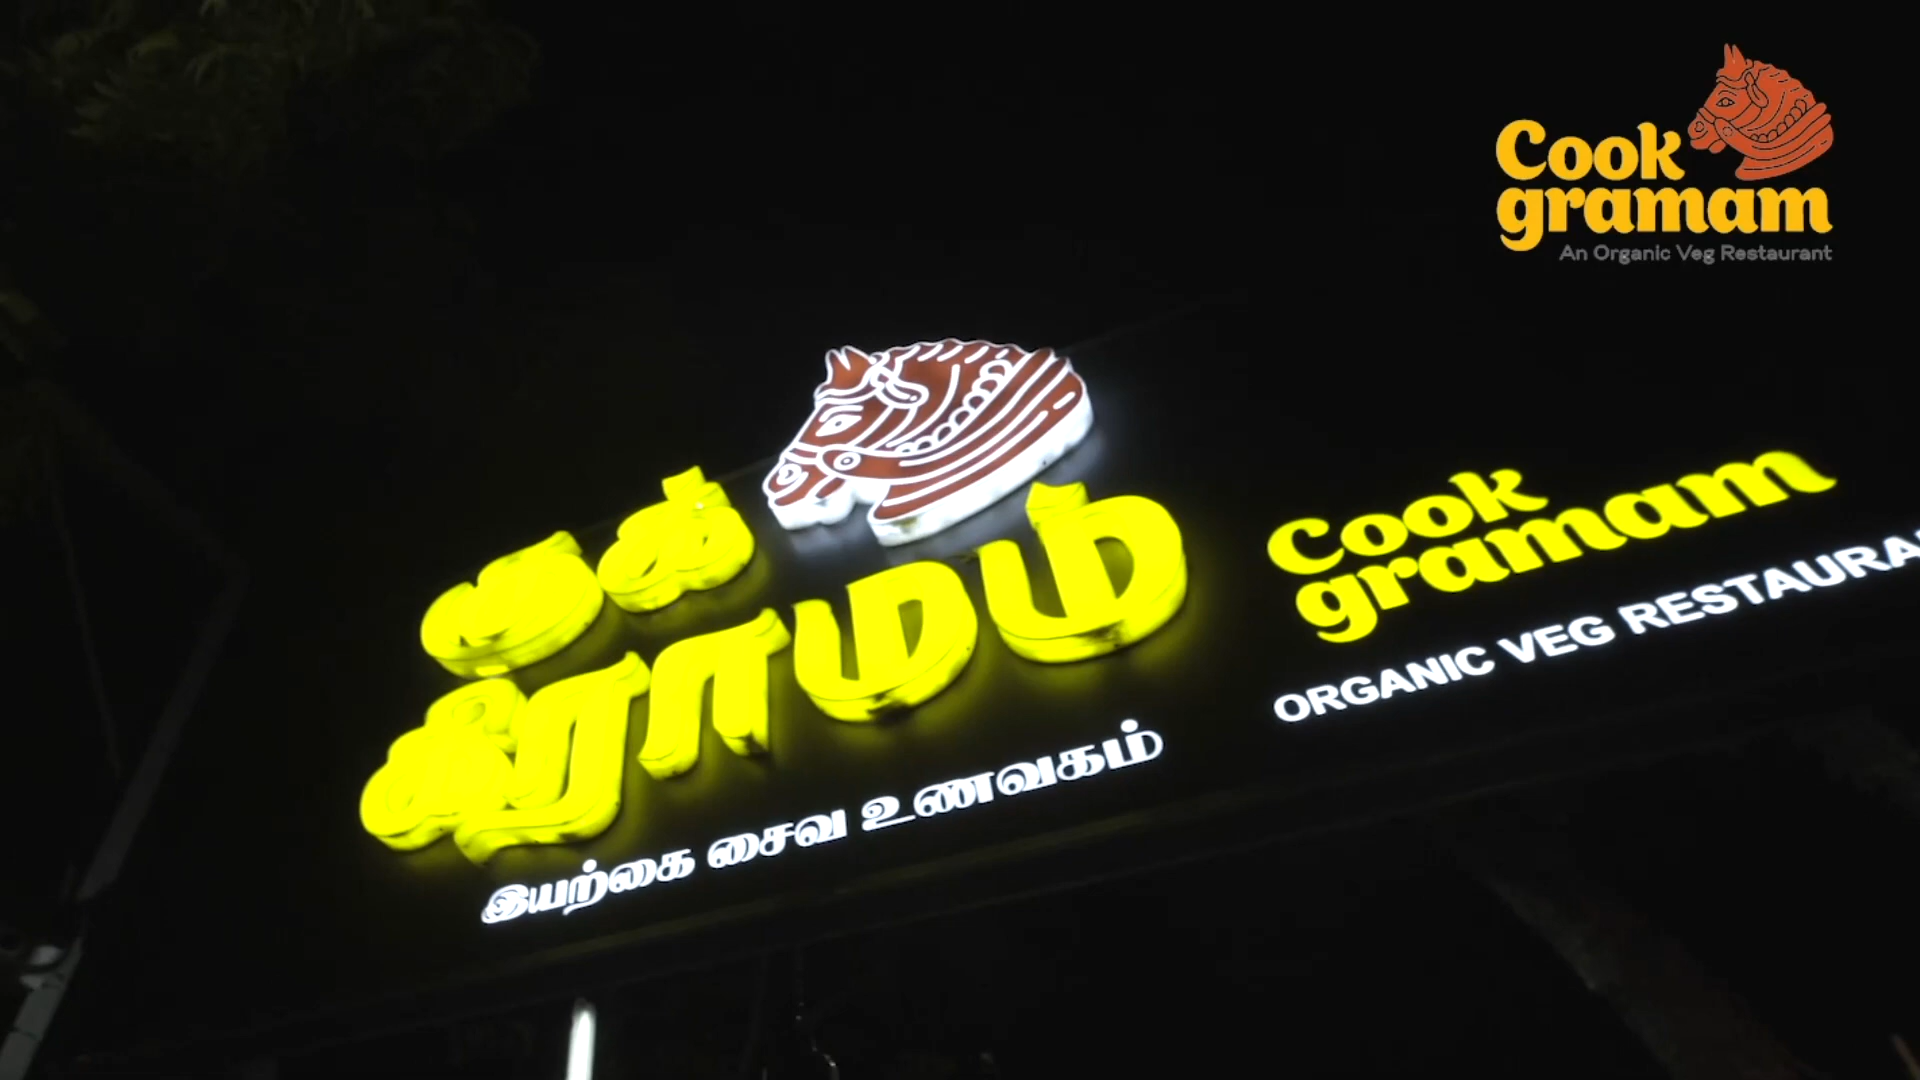 Cook
gramam
An Organic Veg Restaurant
குக்
கிராமம்
இயற்கை சைவ உணவகம்
Cook
gramam
ORGANIC VEG RESTAURA